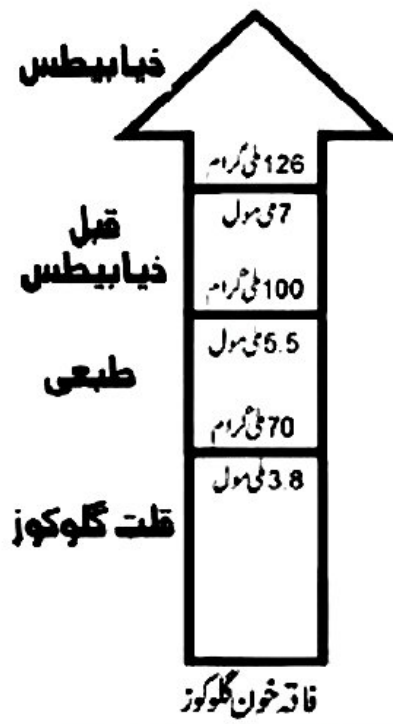 ذیابیطس
126 ملی گرام
7 ملی مول
قبل
ذیابیطس
100 ملی گرام
5.5 ملی مول
طبعی
70 ملی گرام
3.8 ملی مول
قلت گلوکوز
فاقہ خون گلوکوز